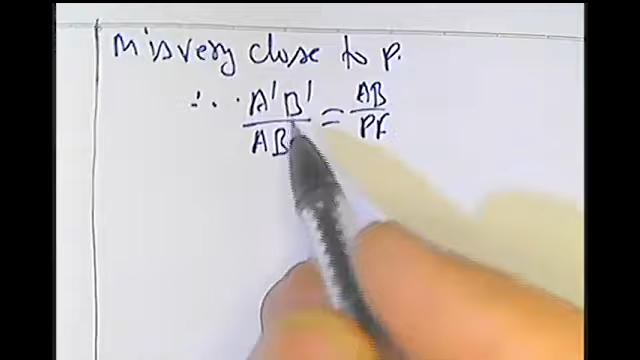 M is very close to P.
∴ A'B'/AB = AB/PF